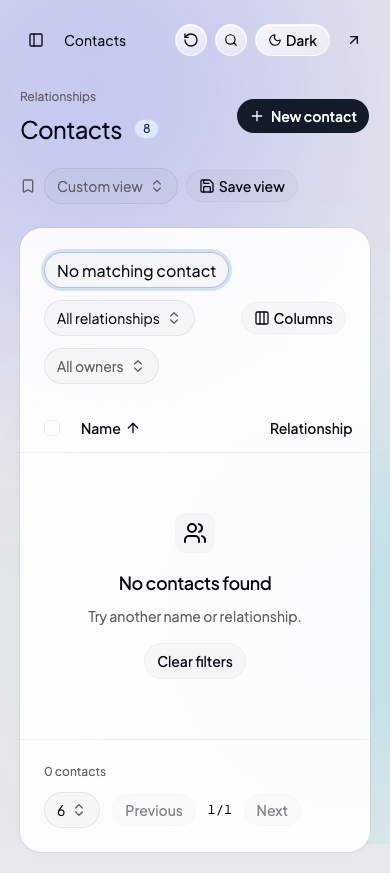 Contacts
Dark
Relationships
Contacts 8
New contact
Custom view
Save view
No matching contact
All relationships
Columns
All owners
Name
Relationship
No contacts found
Try another name or relationship.
Clear filters
0 contacts
6
Previous
1/1
Next